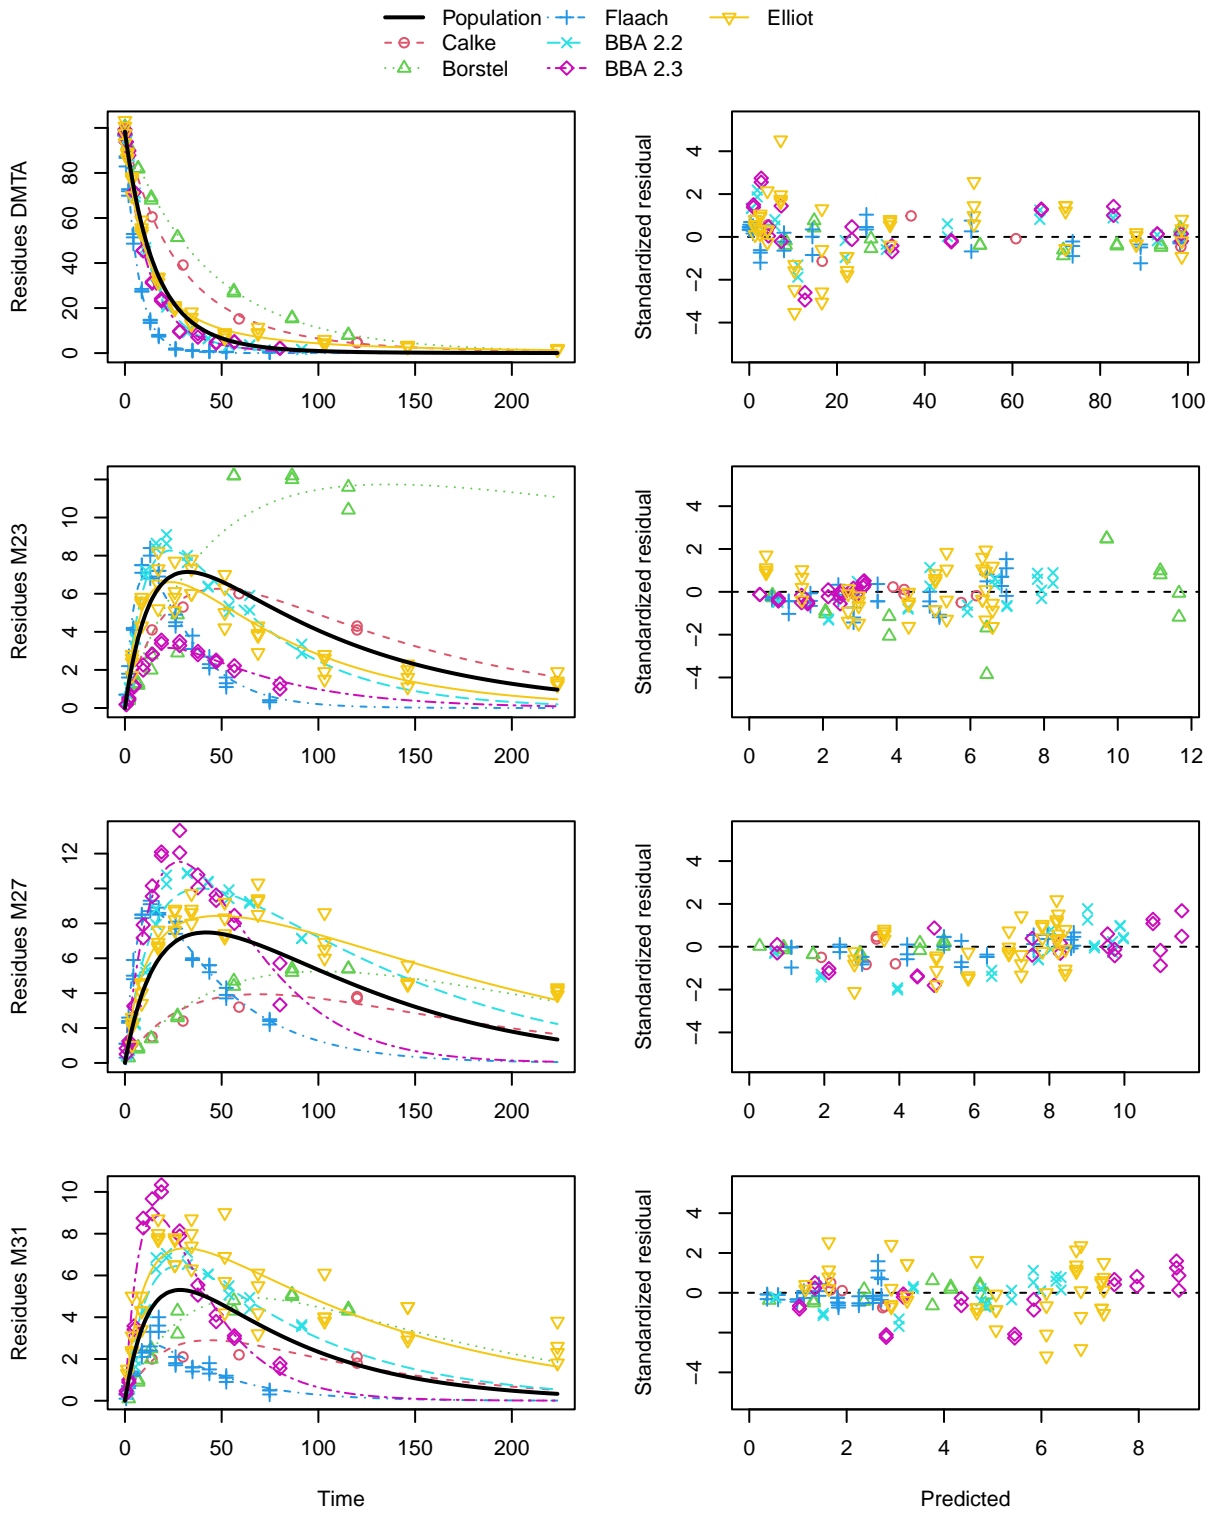 Population Flaach Elliot
Calke BBA 2.2
Borstel BBA 2.3
Residues DMTA
0 20 40 60 80
0 50 100 150 200
Standardized residual
−4 −2 0 2 4
0 20 40 60 80 100
Residues M23
0 2 4 6 8 10
0 50 100 150 200
Standardized residual
−4 −2 0 2 4
0 2 4 6 8 10 12
Residues M27
0 2 4 6 8 12
0 50 100 150 200
Standardized residual
−4 −2 0 2 4
0 2 4 6 8 10
Residues M31
0 2 4 6 8 10
0 50 100 150 200
Time
Standardized residual
−4 0 2 4
0 2 4 6 8
Predicted